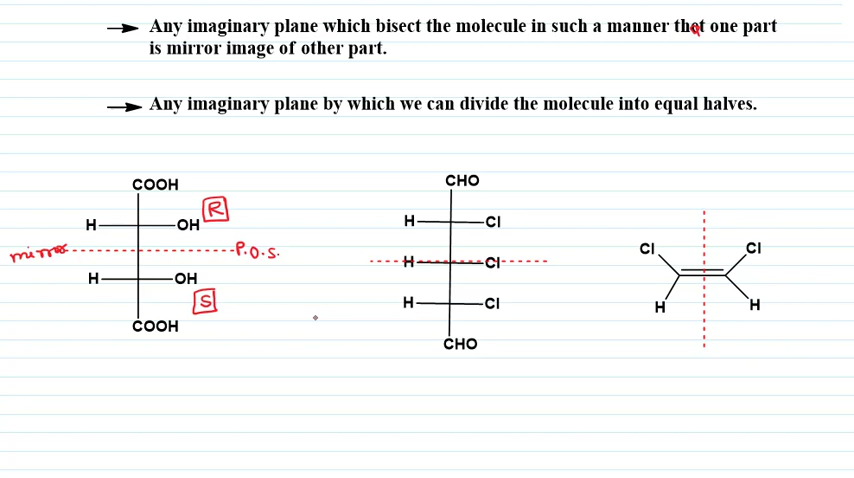 Any imaginary plane which bisect the molecule in such a manner that one part
is mirror image of other part.
Any imaginary plane by which we can divide the molecule into equal halves.
COOH
H OH R
mirror P.O.S.
H OH
S
COOH
CHO
H Cl
H Cl
H Cl
CHO
Cl Cl
H H